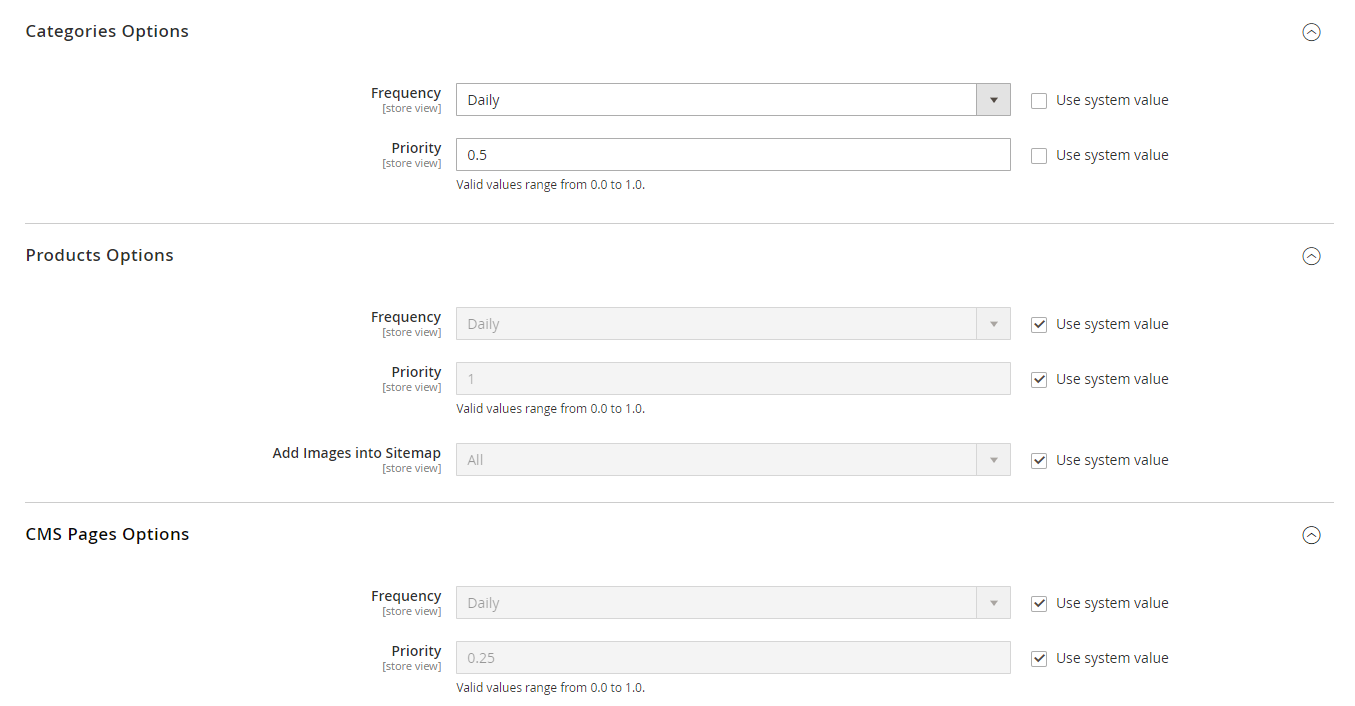 Categories Options
Frequency
[store view]
Daily
Use system value
Priority
[store view]
0.5
Use system value
Valid values range from 0.0 to 1.0.
Products Options
Frequency
[store view]
Daily
Use system value
Priority
[store view]
1
Use system value
Valid values range from 0.0 to 1.0.
Add Images into Sitemap
[store view]
All
Use system value
CMS Pages Options
Frequency
[store view]
Daily
Use system value
Priority
[store view]
0.25
Use system value
Valid values range from 0.0 to 1.0.